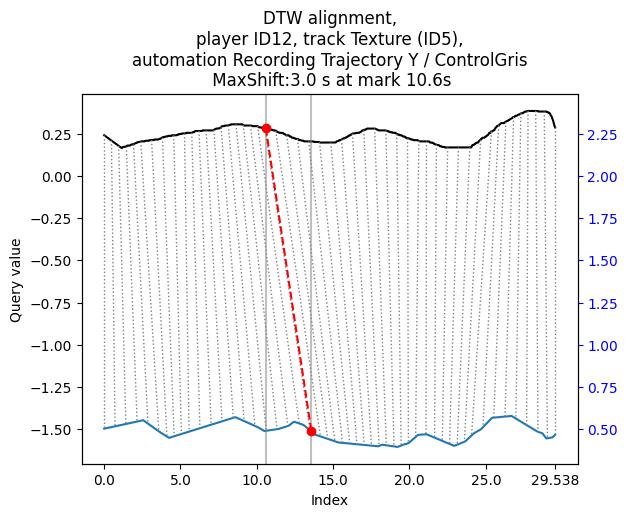 DTW alignment,
player ID12, track Texture (ID5),
automation Recording Trajectory Y / ControlGris
MaxShift:3.0 s at mark 10.6s
0.25
0.00
−0.25
−0.50
−0.75
−1.00
−1.25
−1.50
Query value
2.25
2.00
1.75
1.50
1.25
1.00
0.75
0.50
0.0 5.0 10.0 15.0 20.0 25.0 29.538
Index